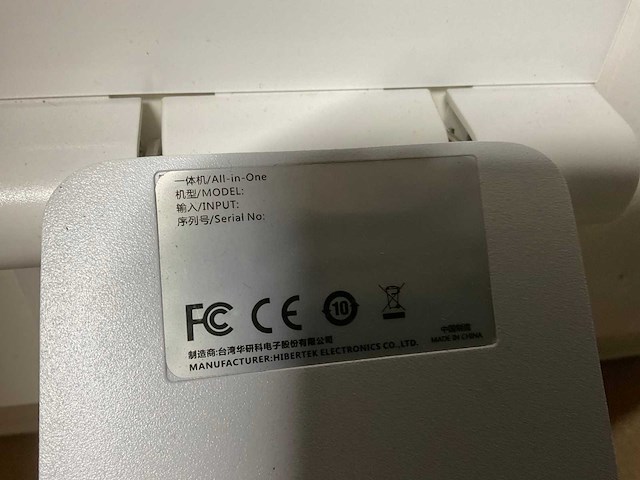 一体机/All-in-One
机型/MODEL:
输入/INPUT:
序列号/Serial No:
FC CE 10
制造商:台湾华研科电子股份有限公司
中国制造
MANUFACTURER:HIBERTEK ELECTRONICS CO.,LTD.
MADE IN CHINA